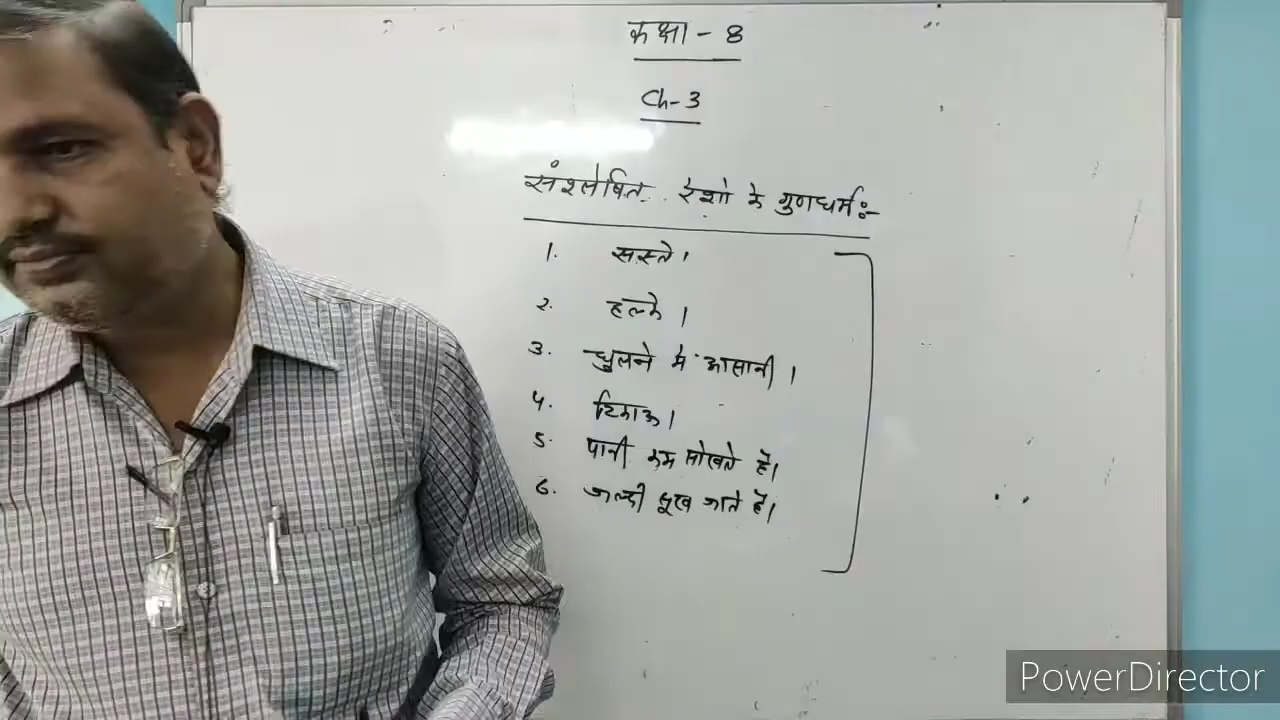 कक्षा - 8
Ch-3
संश्लेषित रेशो के गुणधर्म:-
1. सस्ते।
2. हल्के।
3. धुलने मे आसानी।
4. टिकाऊ।
5. पानी कम सोखते है।
6. जल्दी सूख जाते है।
PowerDirector